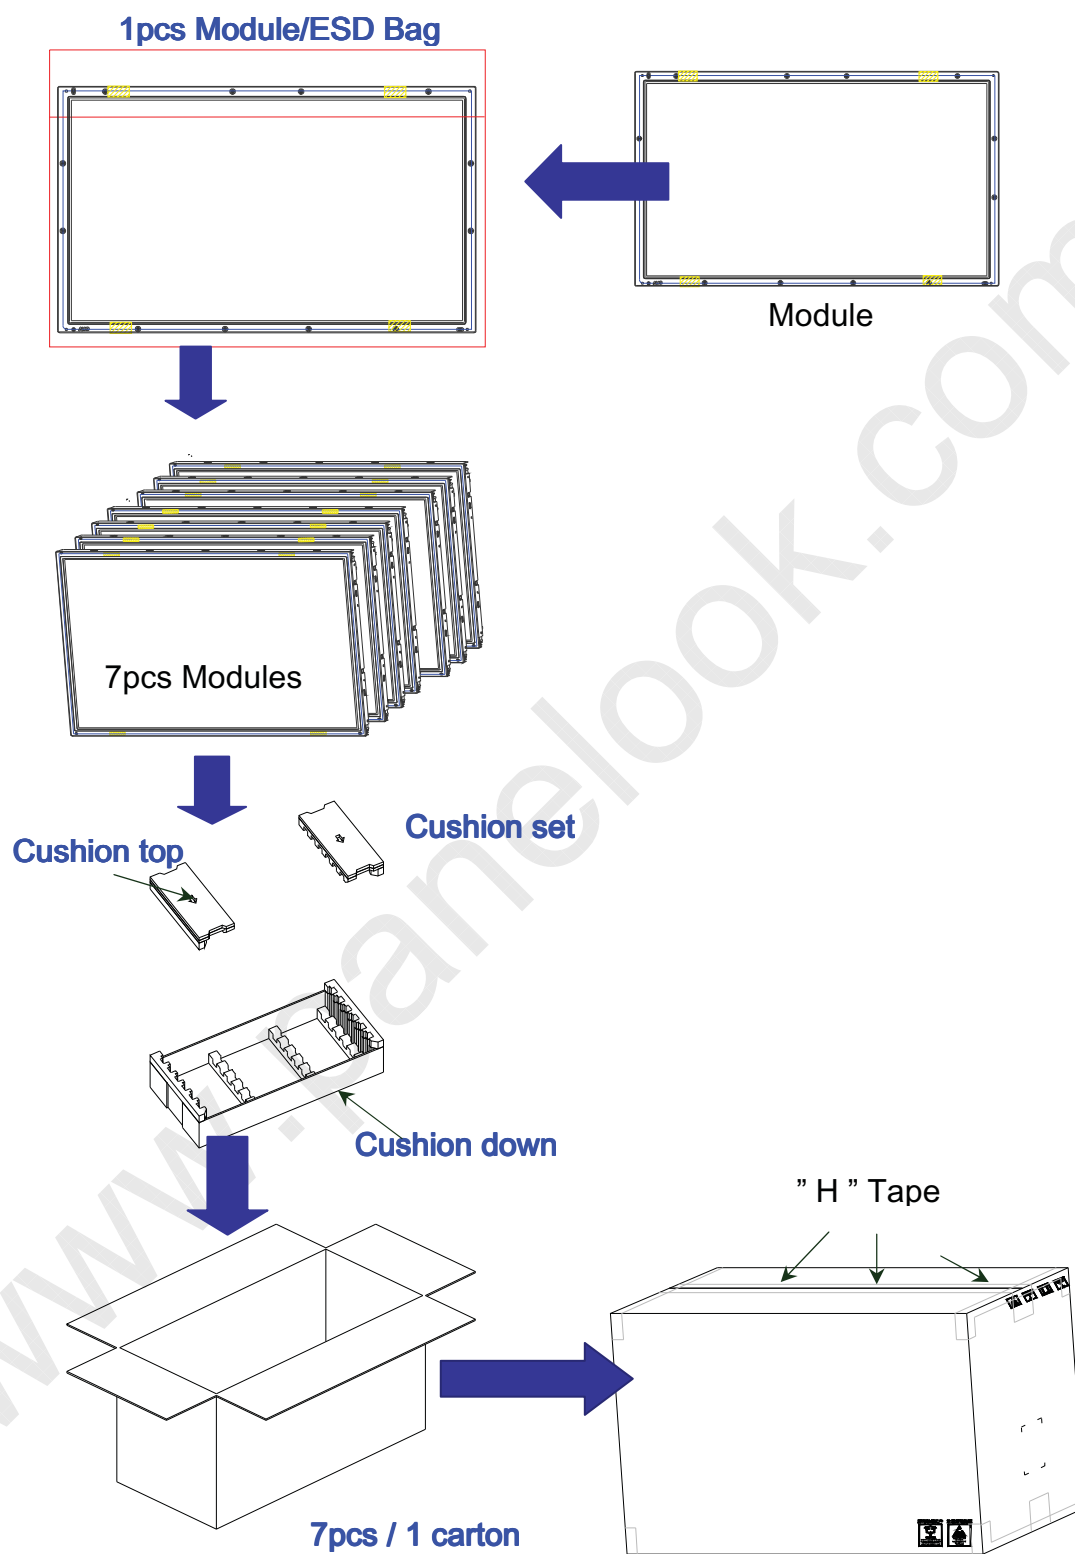 1pcs Module/ESD Bag
Module
7pcs Modules
Cushion set
Cushion top
Cushion down
” H ” Tape
7pcs / 1 carton
www.panelook.com